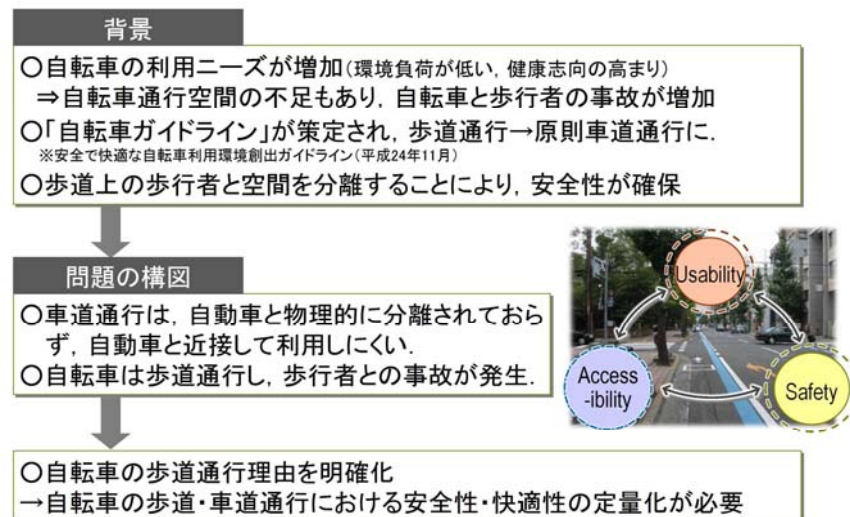 背景
○自転車の利用ニーズが増加(環境負荷が低い，健康志向の高まり)
⇒自転車通行空間の不足もあり，自転車と歩行者の事故が増加
○「自転車ガイドライン」が策定され，歩道通行→原則車道通行に．
※安全で快適な自転車利用環境創出ガイドライン(平成24年11月)
○歩道上の歩行者と空間を分離することにより，安全性が確保
問題の構図
○車道通行は，自動車と物理的に分離されておら
ず，自動車と近接して利用しにくい．
○自転車は歩道通行し，歩行者との事故が発生．
Usability
Access
-ibility
Safety
○自転車の歩道通行理由を明確化
→自転車の歩道・車道通行における安全性・快適性の定量化が必要